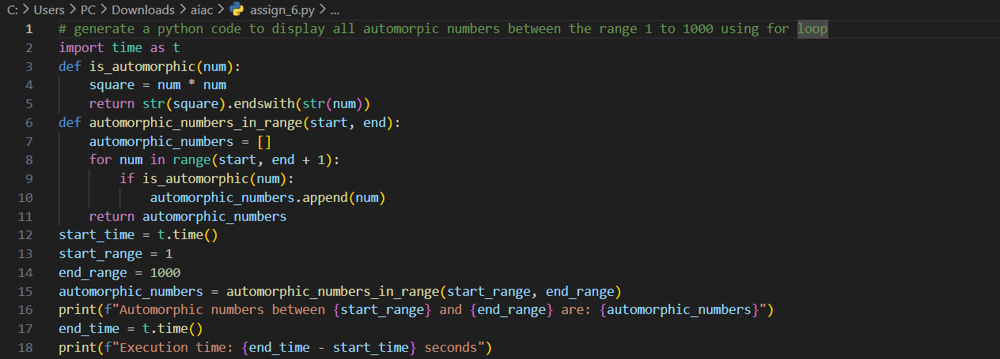 C: > Users > PC > Downloads > aiac > assign_6.py > ...
1 # generate a python code to display all automorpic numbers between the range 1 to 1000 using for loop
2 import time as t
3 def is_automorphic(num):
4     square = num * num
5     return str(square).endswith(str(num))
6 def automorphic_numbers_in_range(start, end):
7     automorphic_numbers = []
8     for num in range(start, end + 1):
9         if is_automorphic(num):
10             automorphic_numbers.append(num)
11     return automorphic_numbers
12 start_time = t.time()
13 start_range = 1
14 end_range = 1000
15 automorphic_numbers = automorphic_numbers_in_range(start_range, end_range)
16 print(f"Automorphic numbers between {start_range} and {end_range} are: {automorphic_numbers}")
17 end_time = t.time()
18 print(f"Execution time: {end_time - start_time} seconds")